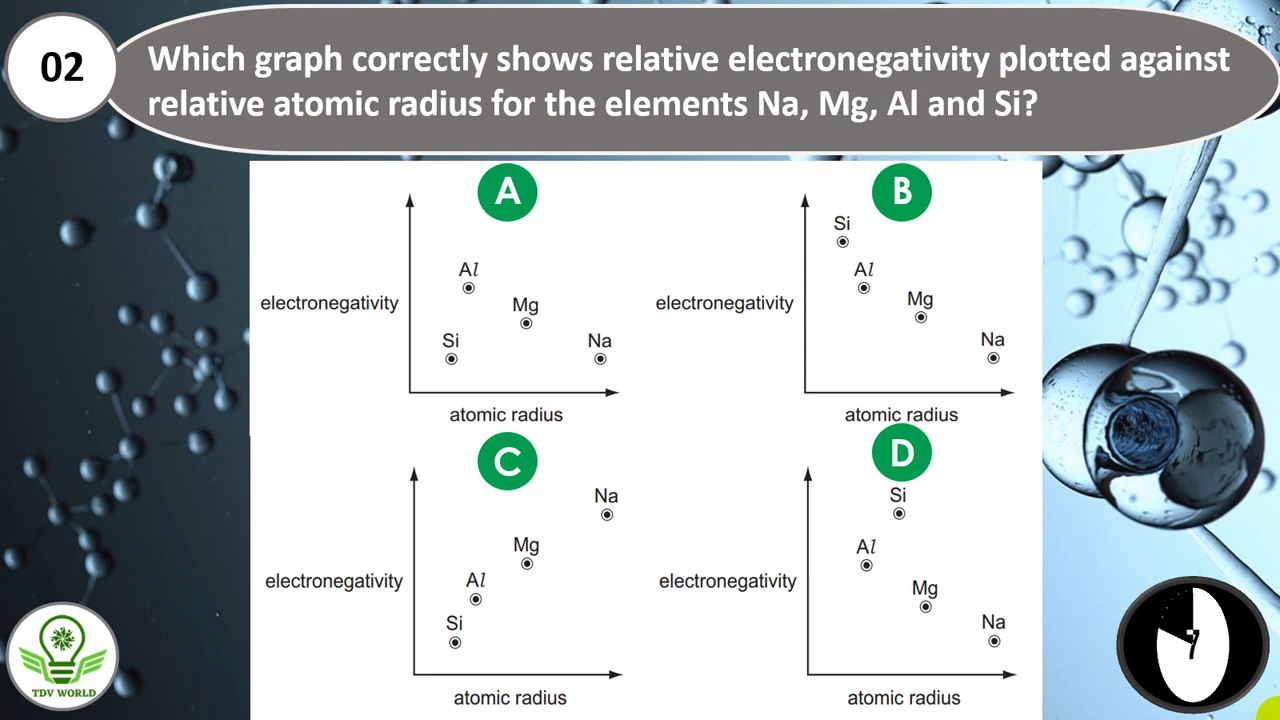 02
Which graph correctly shows relative electronegativity plotted against
relative atomic radius for the elements Na, Mg, Al and Si?
A
Al
electronegativity
Mg
Si
Na
atomic radius
B
Si
Al
electronegativity
Mg
Na
atomic radius
C
Na
Mg
electronegativity
Al
Si
atomic radius
D
Si
Al
electronegativity
Mg
Na
atomic radius
TDV WORLD
7